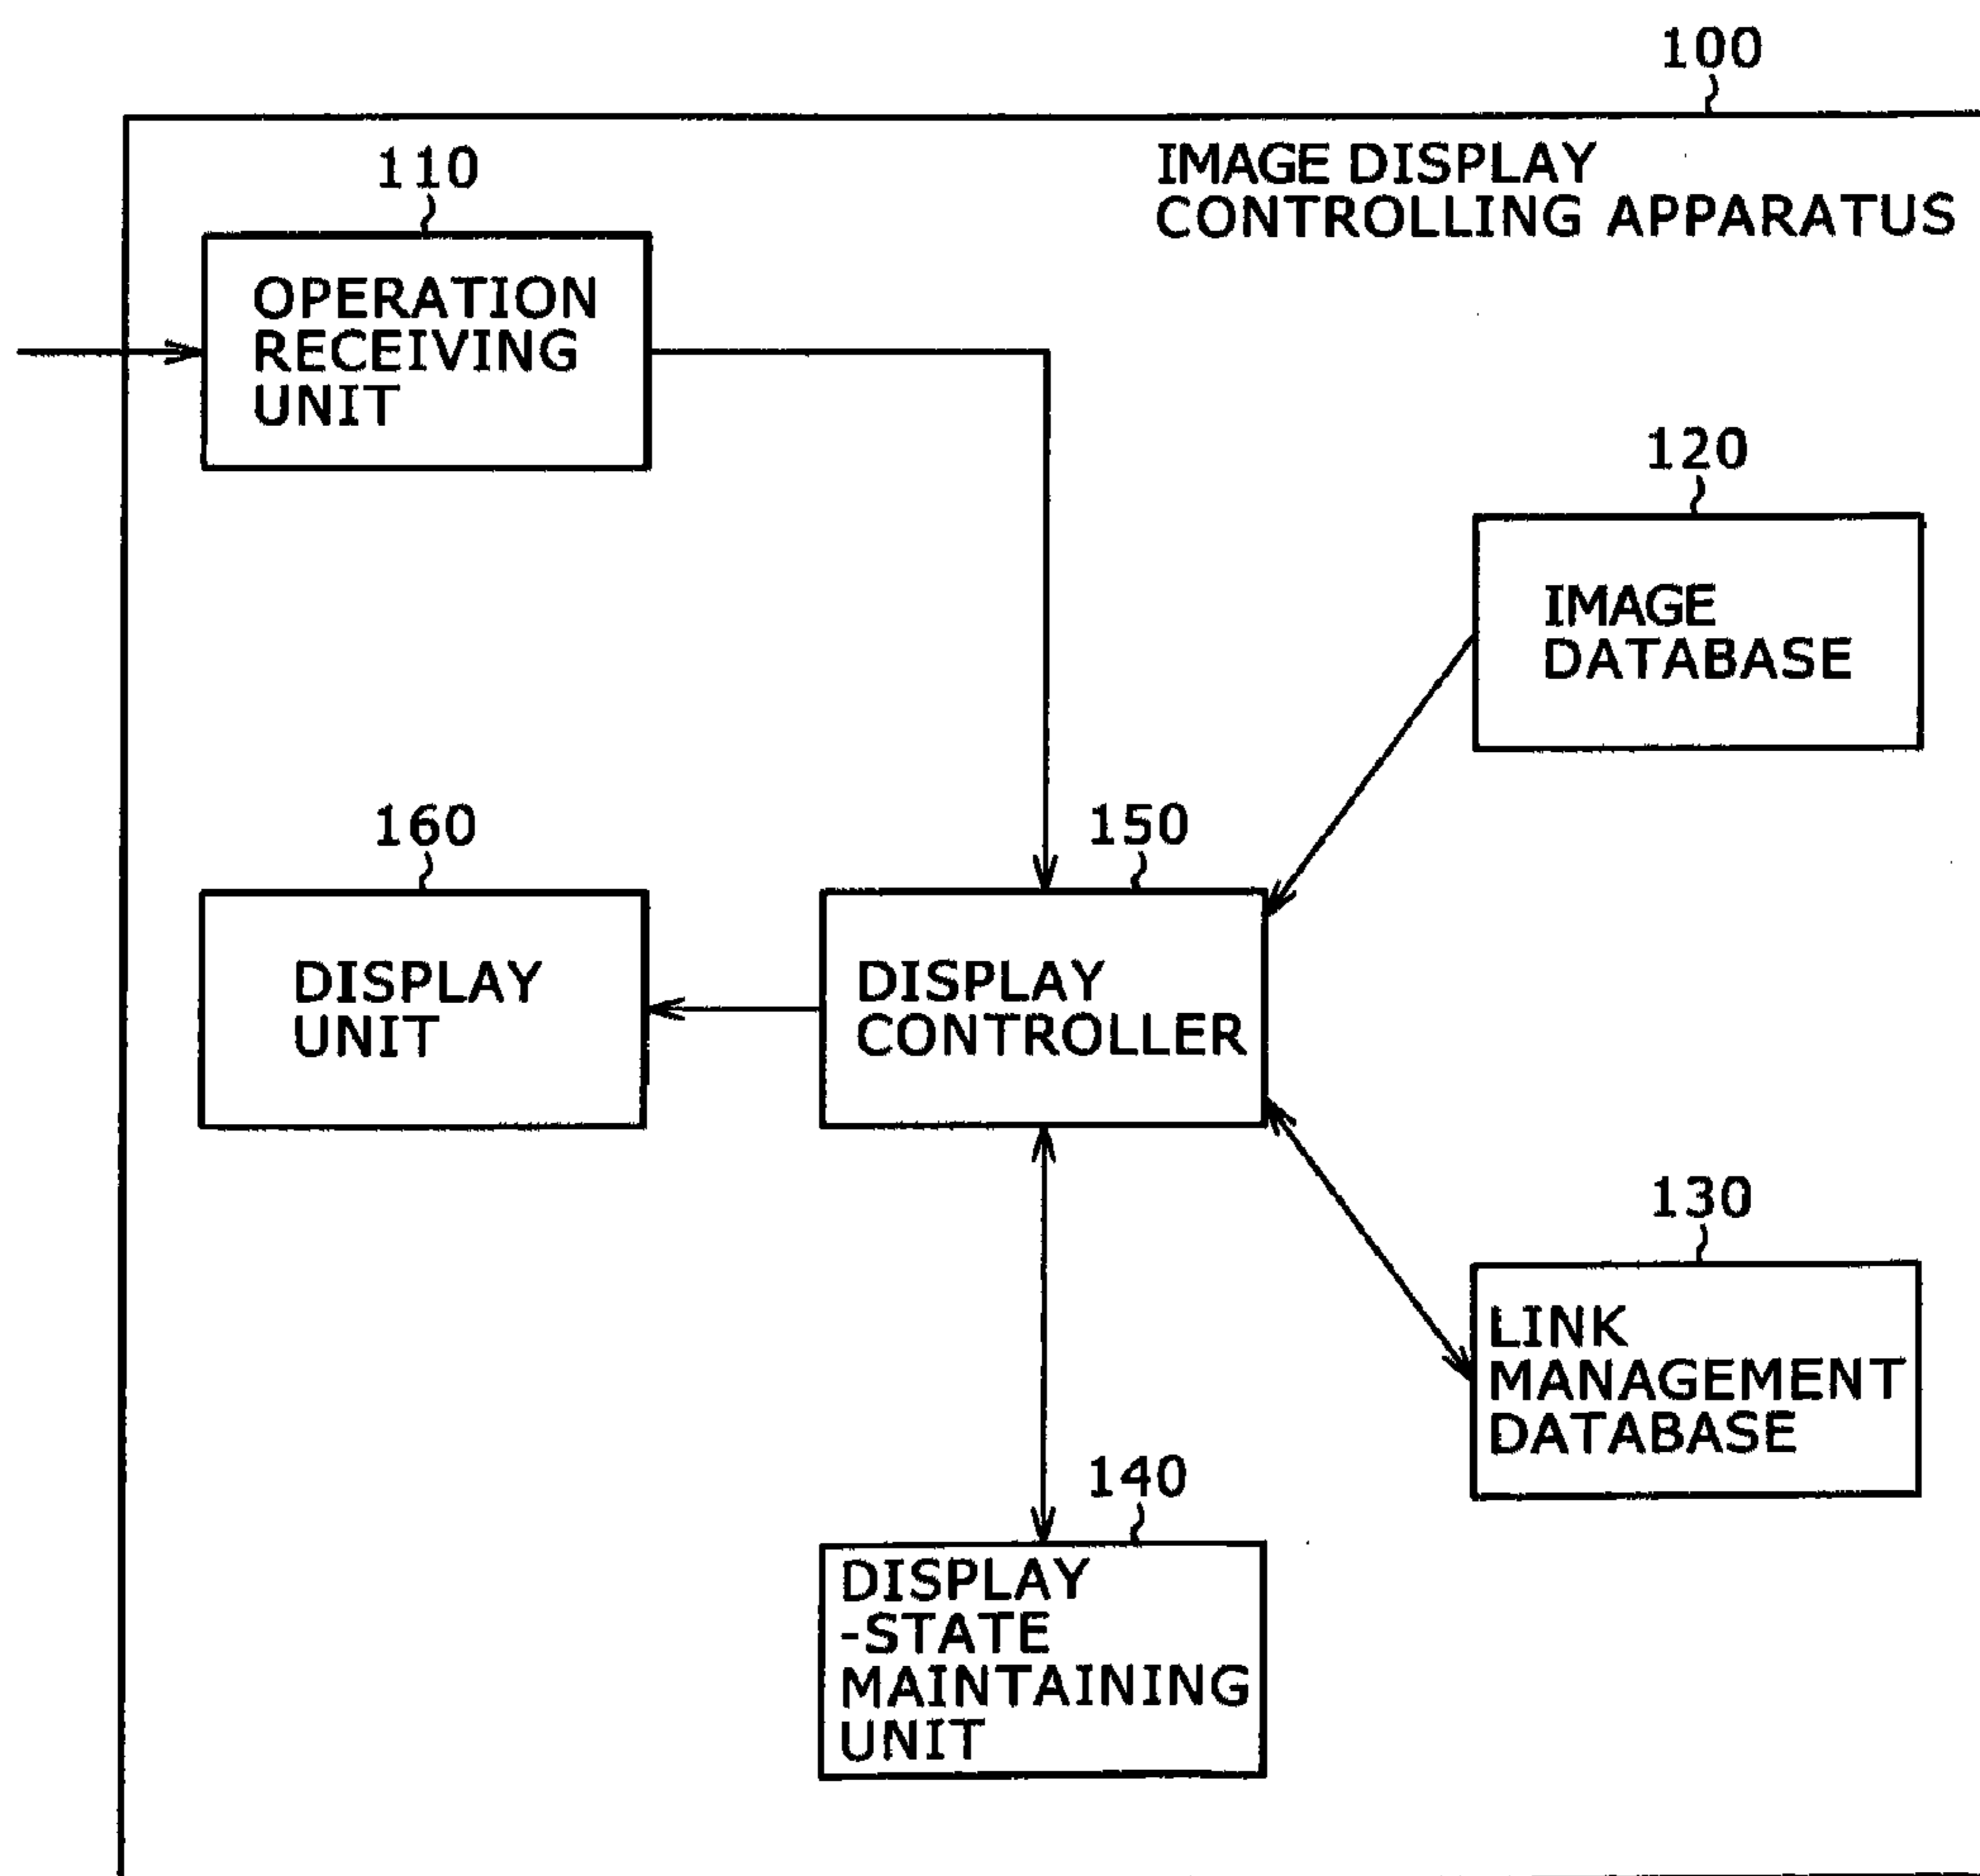 100
IMAGE DISPLAY
CONTROLLING APPARATUS
110
OPERATION
RECEIVING
UNIT
120
IMAGE
DATABASE
160
DISPLAY
UNIT
150
DISPLAY
CONTROLLER
130
LINK
MANAGEMENT
DATABASE
140
DISPLAY
-STATE
MAINTAINING
UNIT